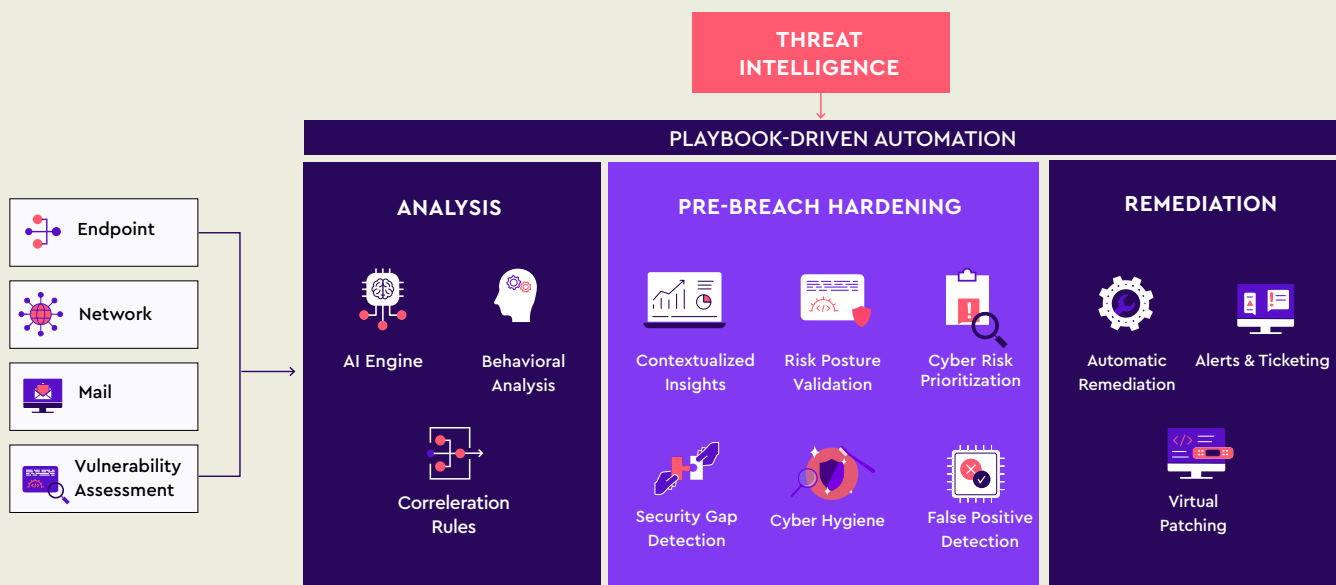 THREAT
INTELLIGENCE
PLAYBOOK-DRIVEN AUTOMATION
Endpoint
Network
Mail
Vulnerability
Assessment
ANALYSIS
AI Engine
Behavioral
Analysis
Correleration
Rules
PRE-BREACH HARDENING
Contextualized
Insights
Risk Posture
Validation
Cyber Risk
Prioritization
Security Gap
Detection
Cyber Hygiene
False Positive
Detection
REMEDIATION
Automatic
Remediation
Alerts & Ticketing
Virtual
Patching